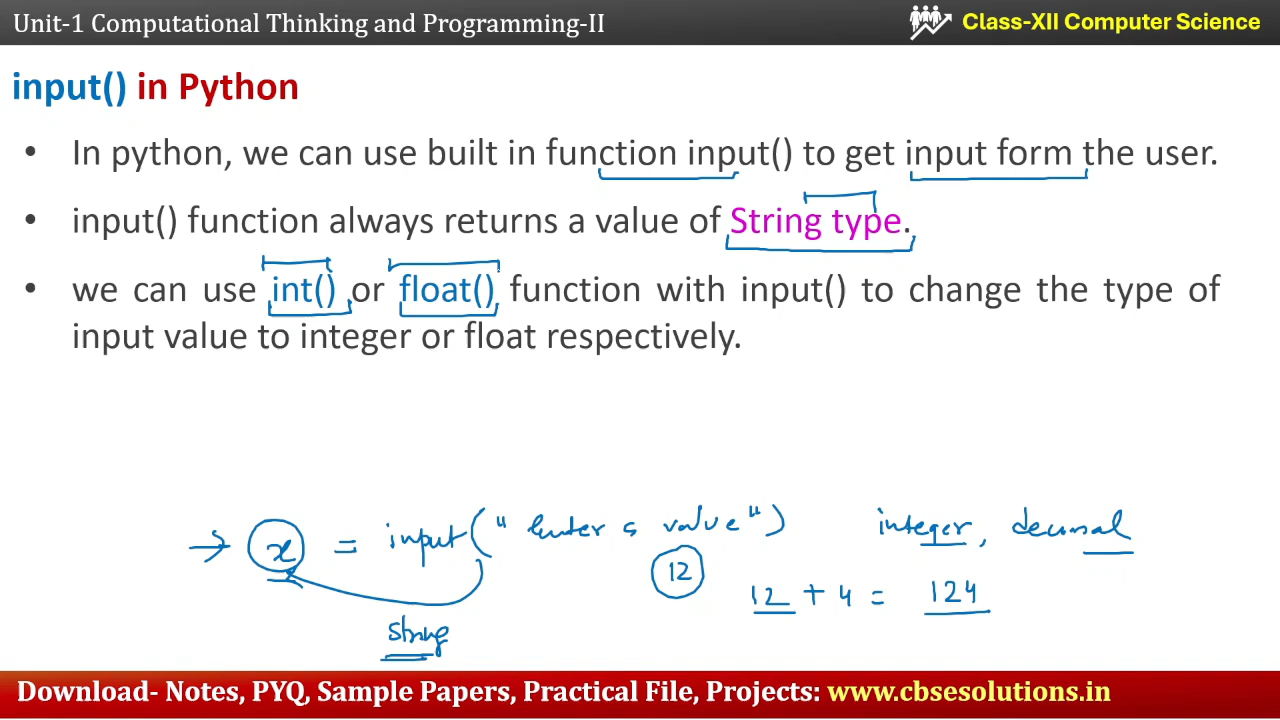 Unit-1 Computational Thinking and Programming-II
Class-XII Computer Science
input() in Python
• In python, we can use built in function input() to get input form the user.
• input() function always returns a value of String type.
• we can use int() or float() function with input() to change the type of
input value to integer or float respectively.
→ x = input("Enter a value") integer, decimal
12
12 + 4 = 124
string
Download- Notes, PYQ, Sample Papers, Practical File, Projects: www.cbsesolutions.in